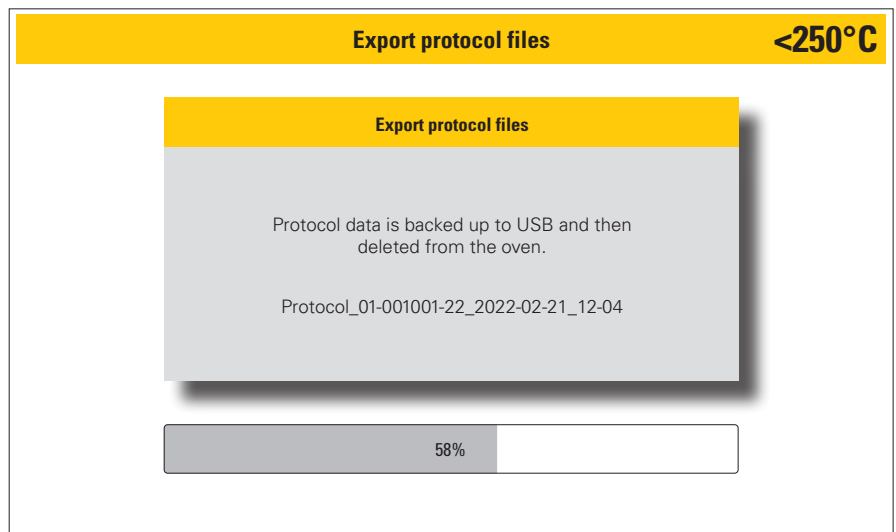 Export protocol files
<250°C
Export protocol files
Protocol data is backed up to USB and then
deleted from the oven.
Protocol_01-001001-22_2022-02-21_12-04
58%